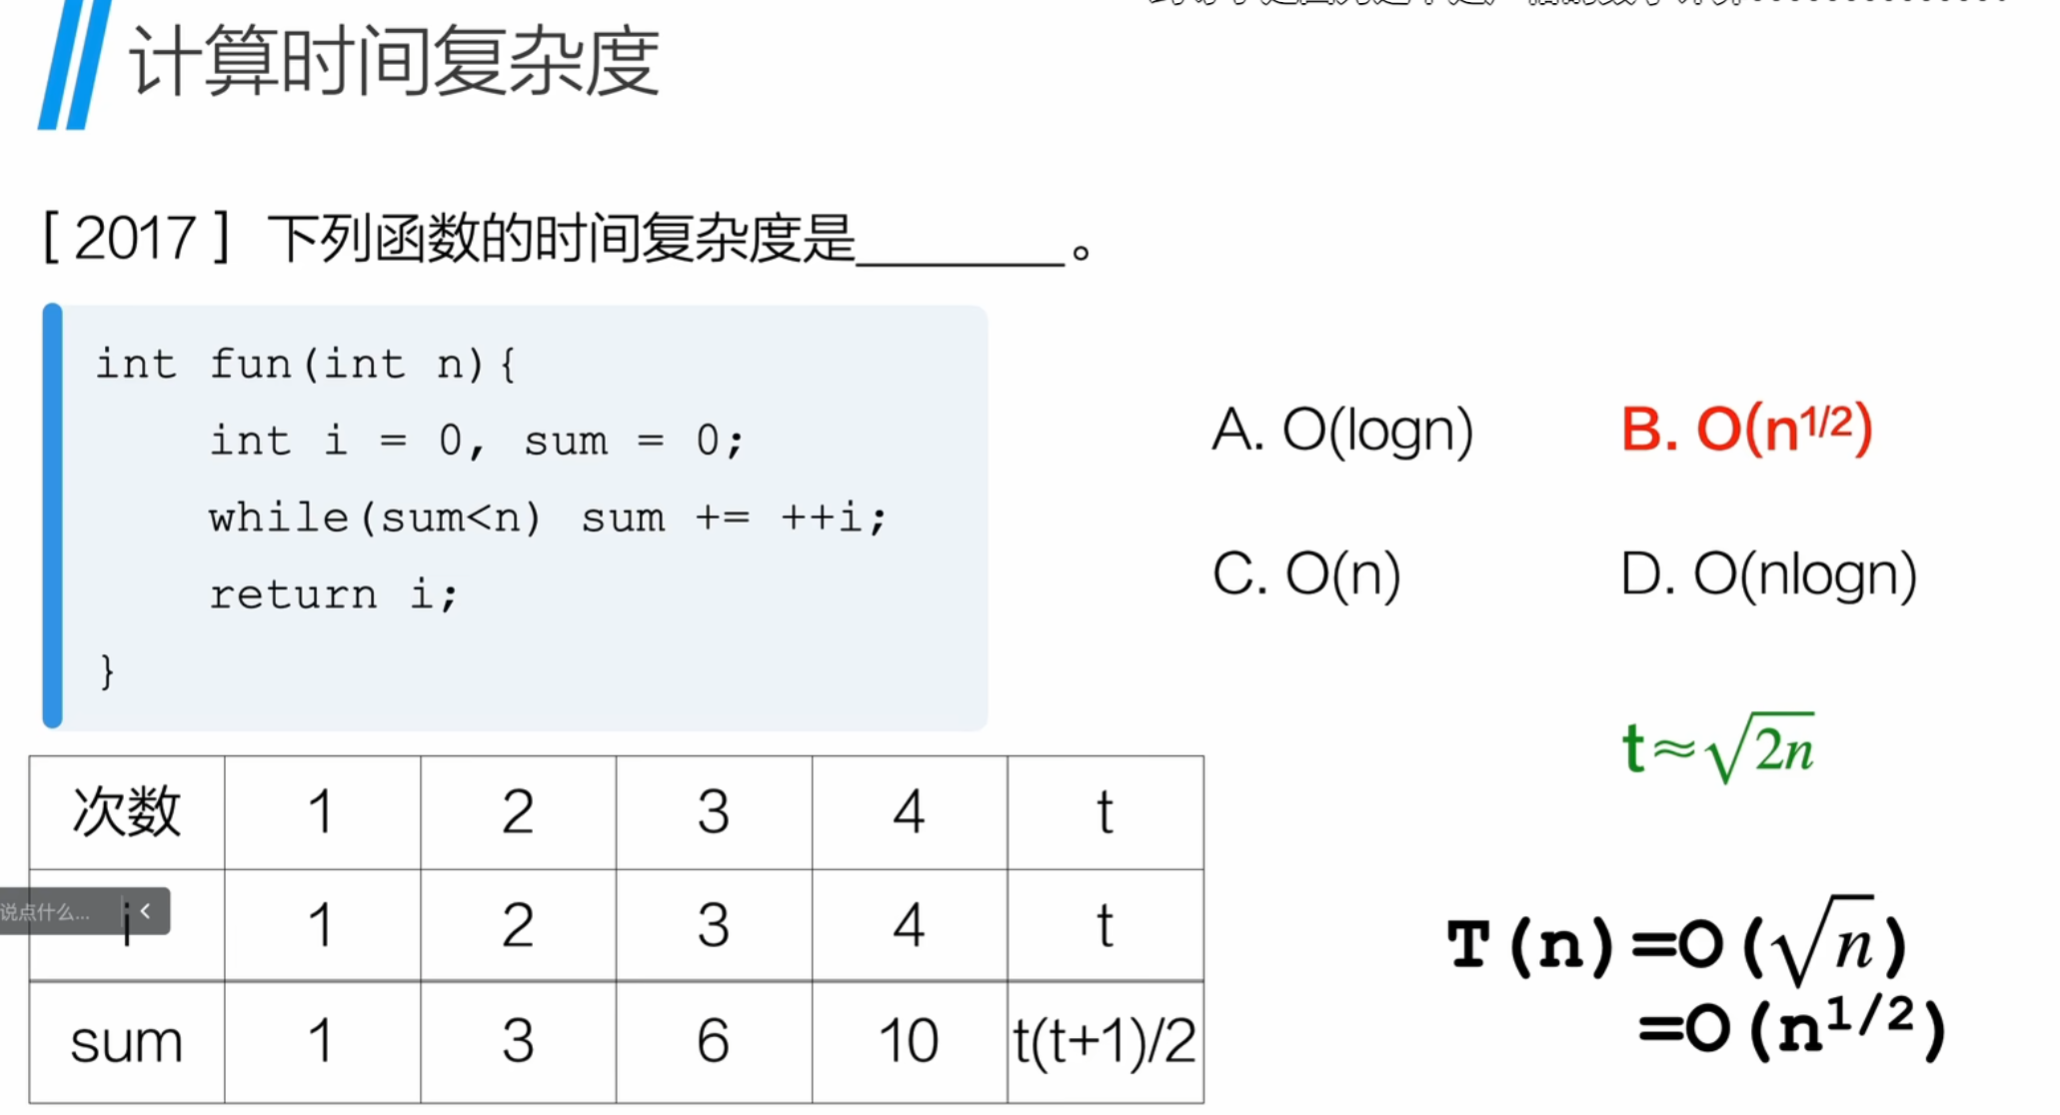 计算时间复杂度
[ 2017 ] 下列函数的时间复杂度是________。
int fun(int n){
int i = 0, sum = 0;
while(sum<n) sum += ++i;
return i;
}
A. O(logn) B. O(n^{1/2})
C. O(n) D. O(nlogn)
t≈√2n
次数 1 2 3 4 t
i 1 2 3 4 t
说点什么...
sum 1 3 6 10 t(t+1)/2
T(n)=O(√n)
=O(n^{1/2})